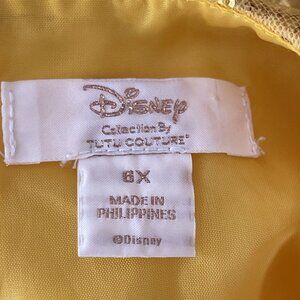 Disney
Collection By
TUTU COUTURE®
6X
MADE IN
PHILIPPINES
©Disney